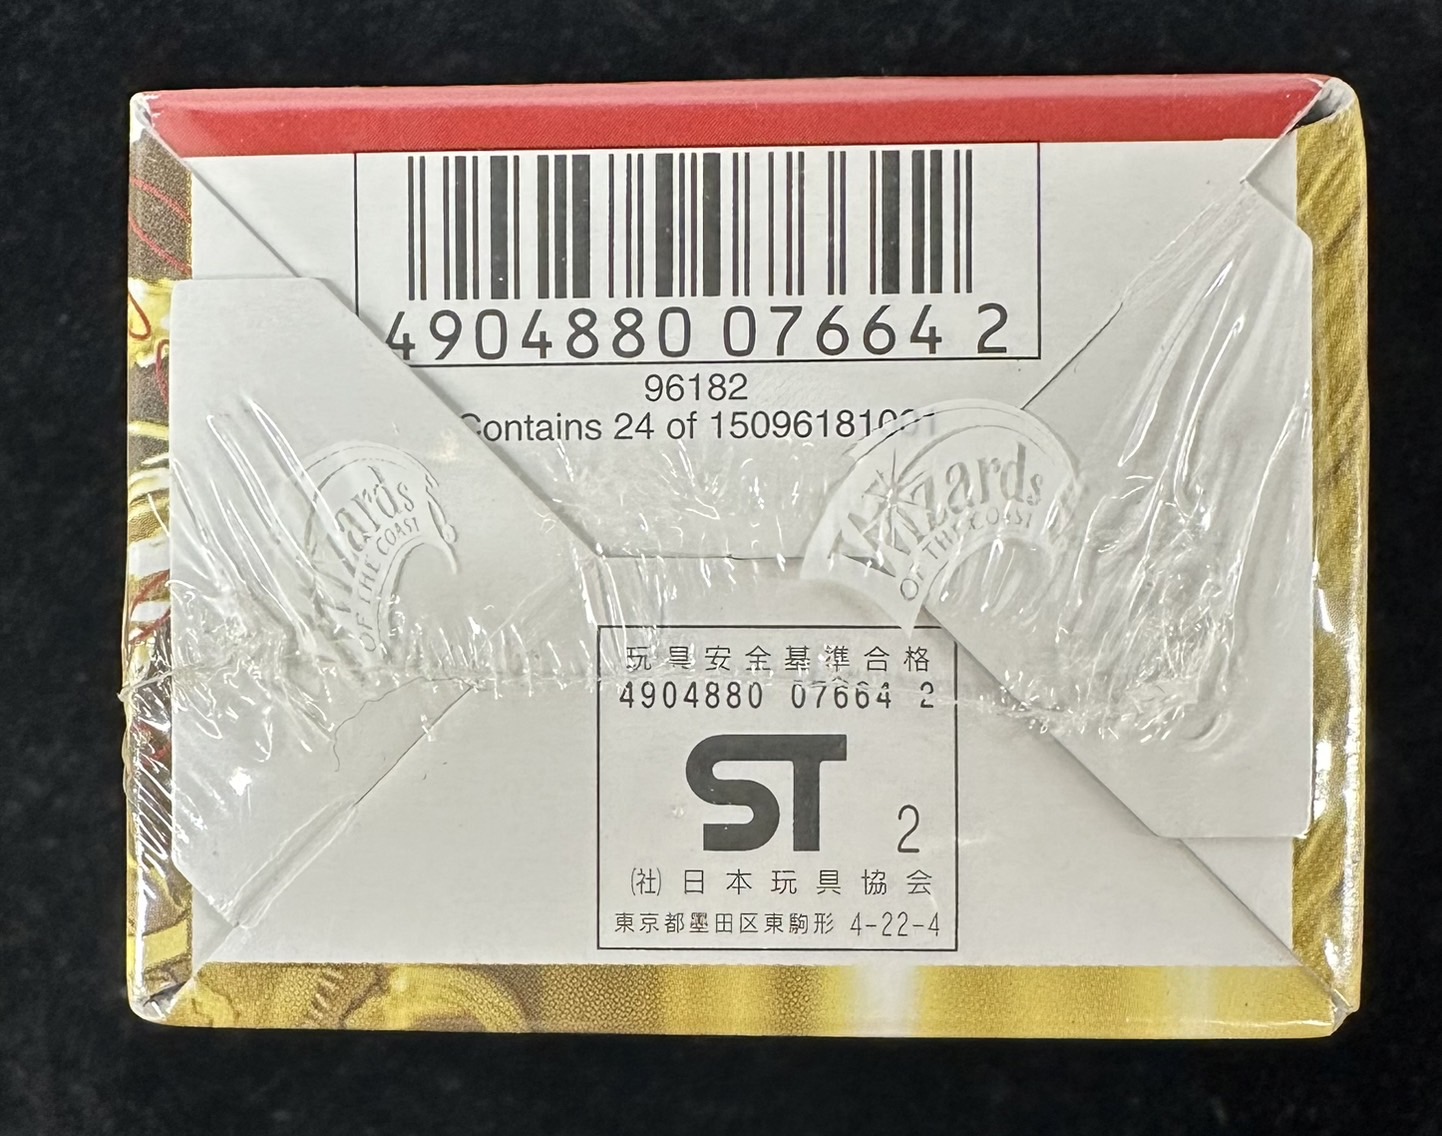 4904880 07664 2
96182
Contains 24 of 15096181001
Wizards
OF THE COAST
Wizards
OF THE COAST
玩具安全基準合格
4904880 07664 2
ST 2
(社) 日本玩具協会
東京都墨田区東駒形 4-22-4